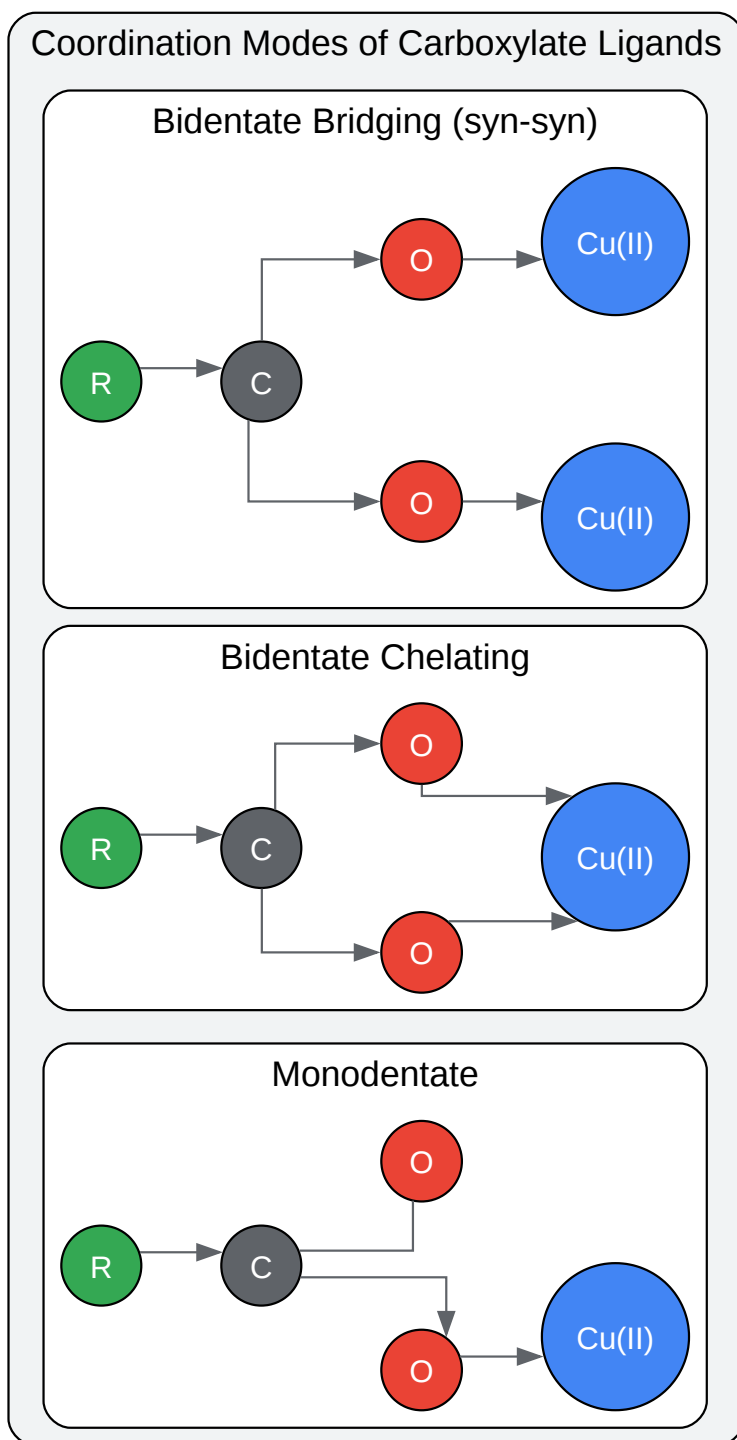 Coordination Modes of Carboxylate Ligands
Bidentate Bridging (syn-syn)
Cu(II)
O
R
C
O
Cu(II)
Bidentate Chelating
O
R
C
Cu(II)
O
Monodentate
O
R
C
Cu(II)
O